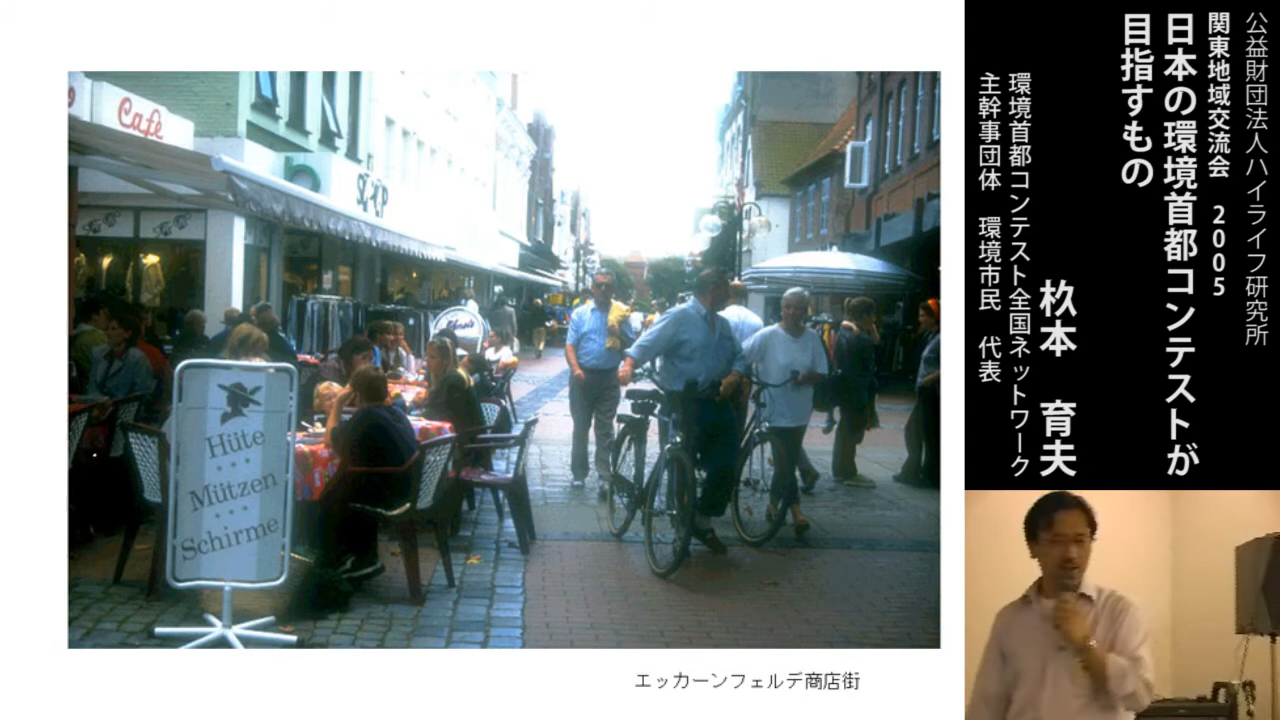 公益財団法人ハイライフ研究所
関東地域交流会 2005
日本の環境首都コンテストが
目指すもの
杦本 育夫
環境首都コンテスト全国ネットワーク
主幹事団体 環境市民 代表
Cafe
Hüte
Mützen
Schirme
エッカーンフェルデ商店街